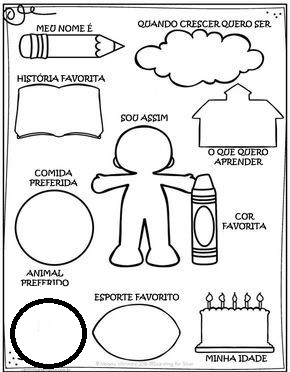 MEU NOME É
QUANDO CRESCER QUERO SER
HISTÓRIA FAVORITA
SOU ASSIM
O QUE QUERO
APRENDER
COMIDA
PREFERIDA
COR
FAVORITA
ANIMAL
PREFERIDO
ESPORTE FAVORITO
MINHA IDADE